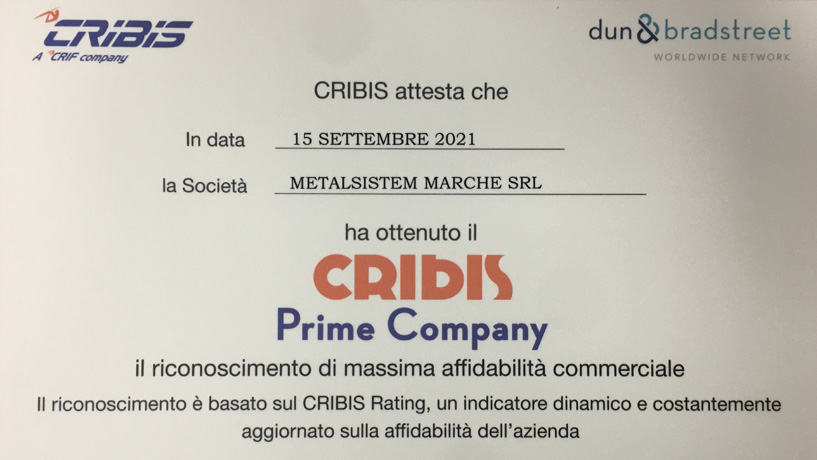 CRIBIS
A CRIF company
dun & bradstreet
WORLDWIDE NETWORK
CRIBIS attesta che
In data 15 SETTEMBRE 2021
la Società METALSISTEM MARCHE SRL
ha ottenuto il
CRIBIS
Prime Company
il riconoscimento di massima affidabilità commerciale
Il riconoscimento è basato sul CRIBIS Rating, un indicatore dinamico e costantemente
aggiornato sulla affidabilità dell'azienda